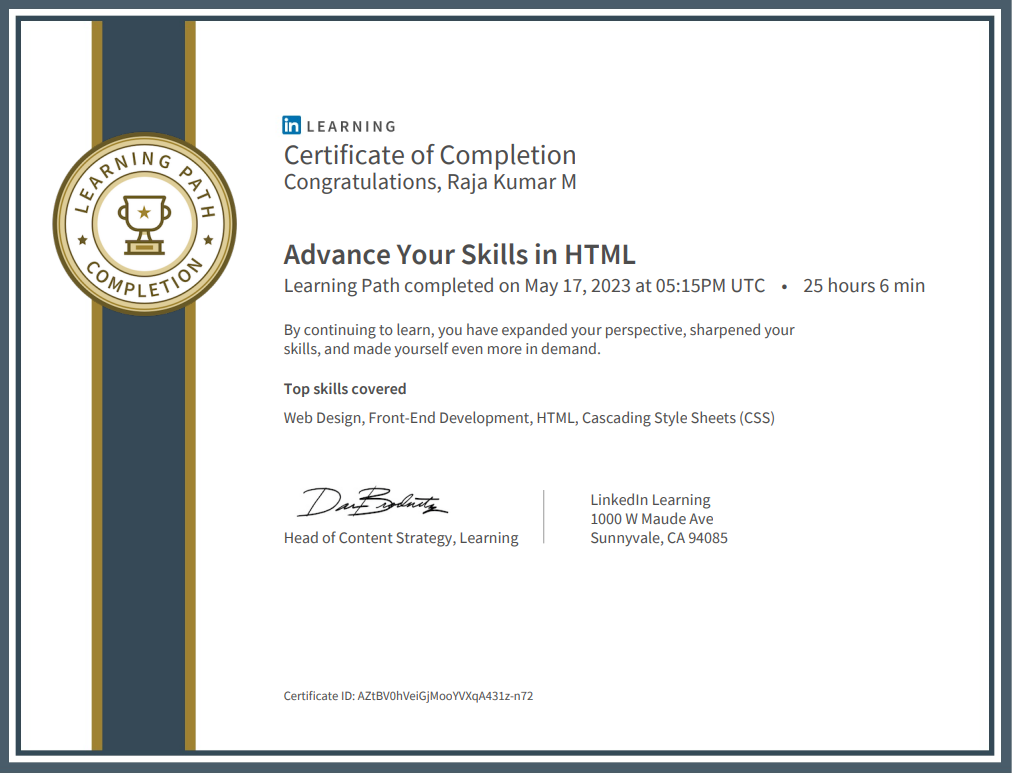 LEARNING PATH
COMPLETION
in LEARNING
Certificate of Completion
Congratulations, Raja Kumar M
Advance Your Skills in HTML
Learning Path completed on May 17, 2023 at 05:15PM UTC • 25 hours 6 min
By continuing to learn, you have expanded your perspective, sharpened your
skills, and made yourself even more in demand.
Top skills covered
Web Design, Front-End Development, HTML, Cascading Style Sheets (CSS)
Head of Content Strategy, Learning
LinkedIn Learning
1000 W Maude Ave
Sunnyvale, CA 94085
Certificate ID: AZtBV0hVeiGjMooYVXqA431z-n72